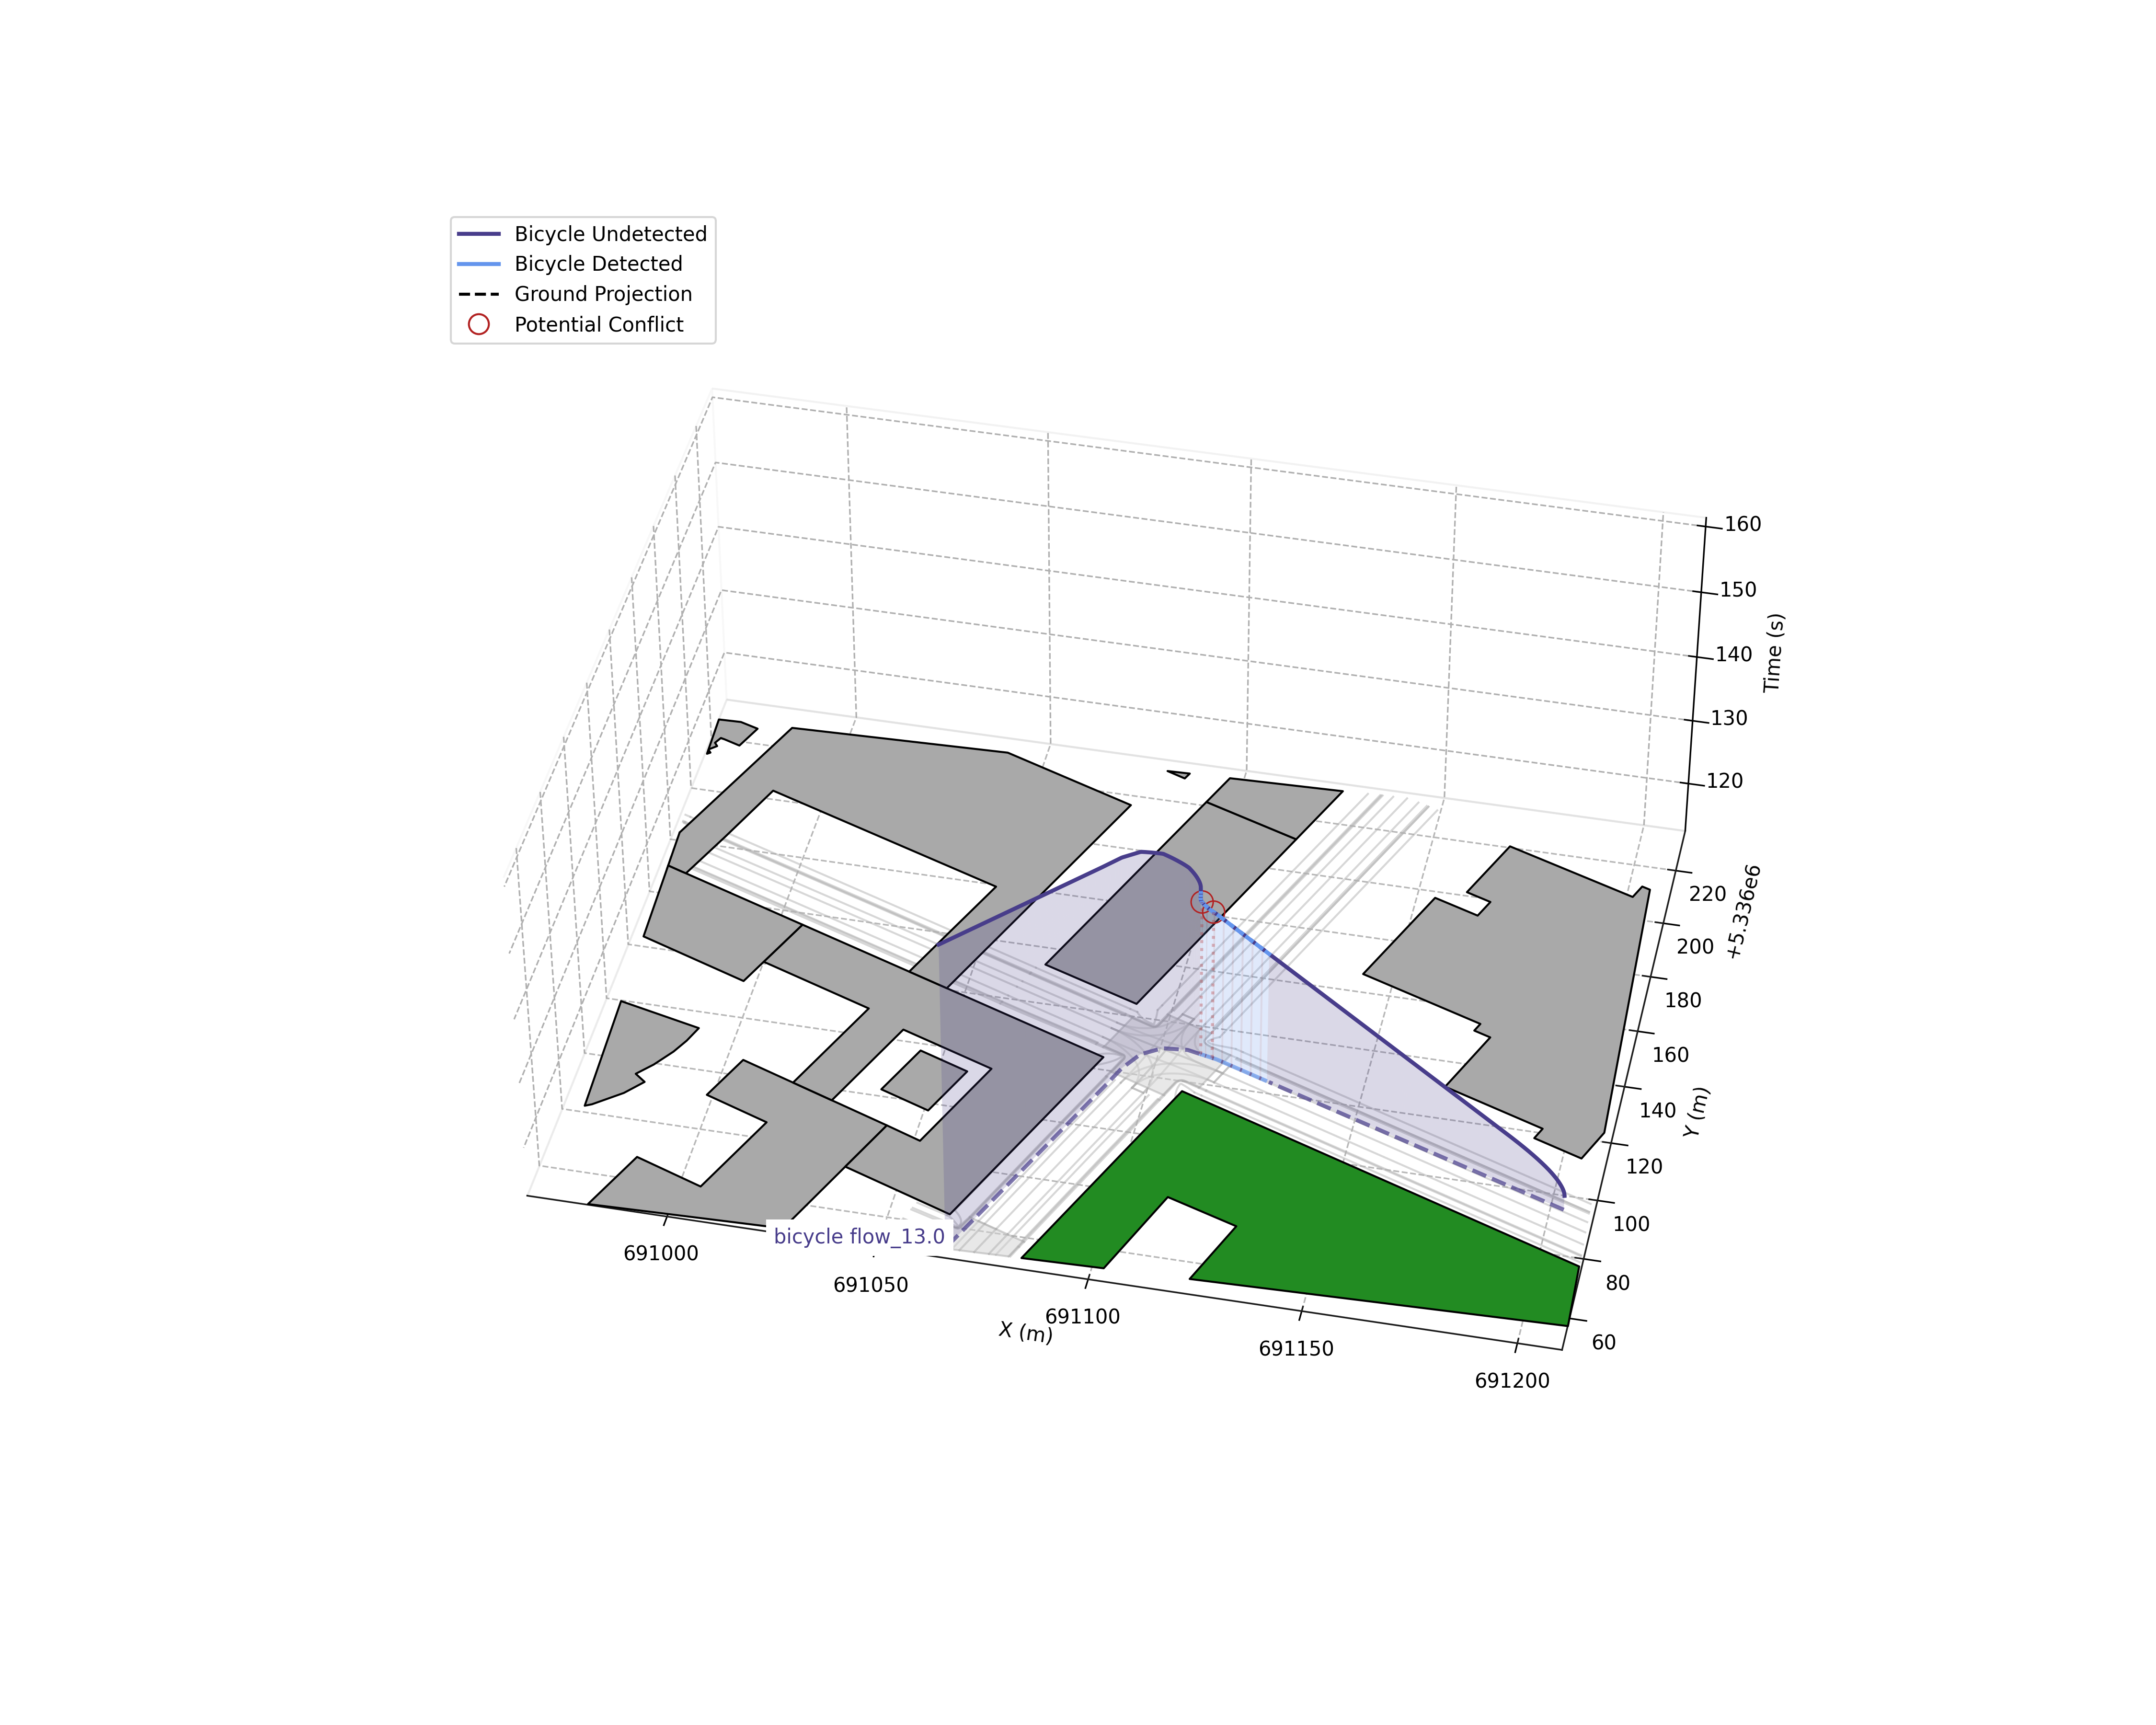 Bicycle Undetected
Bicycle Detected
Ground Projection
Potential Conflict
160
150
140
130
120
Time (s)
220
200
180
160
140
120
100
80
60
+5.336e6
Y (m)
bicycle flow_13.0
691000
691050
691100
691150
691200
X (m)